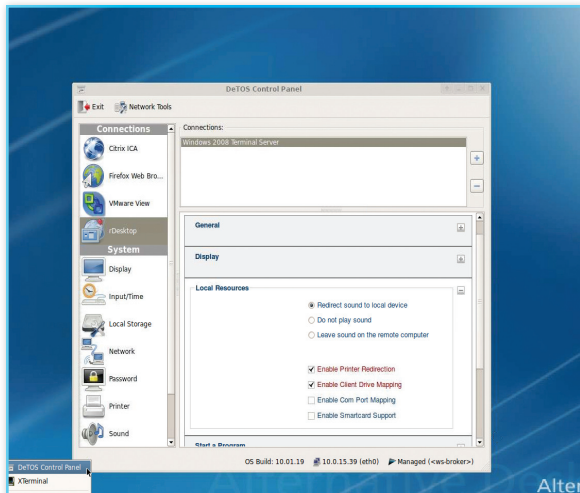 DeTOS Control Panel
Exit
Network Tools
Connections
Citrix ICA
Firefox Web Bro...
VMware View
rDesktop
System
Display
Input/Time
Local Storage
Network
Password
Printer
Sound
Connections:
Windows 2008 Terminal Server
General
Display
Local Resources
Redirect sound to local device
Do not play sound
Leave sound on the remote computer
Enable Printer Redirection
Enable Client Drive Mapping
Enable Com Port Mapping
Enable Smartcard Support
Start a Program
OS Build: 10.01.19
10.0.15.39 (eth0)
Managed (<ws-broker>)
DeTOS Control Panel
XTerminal
Alter